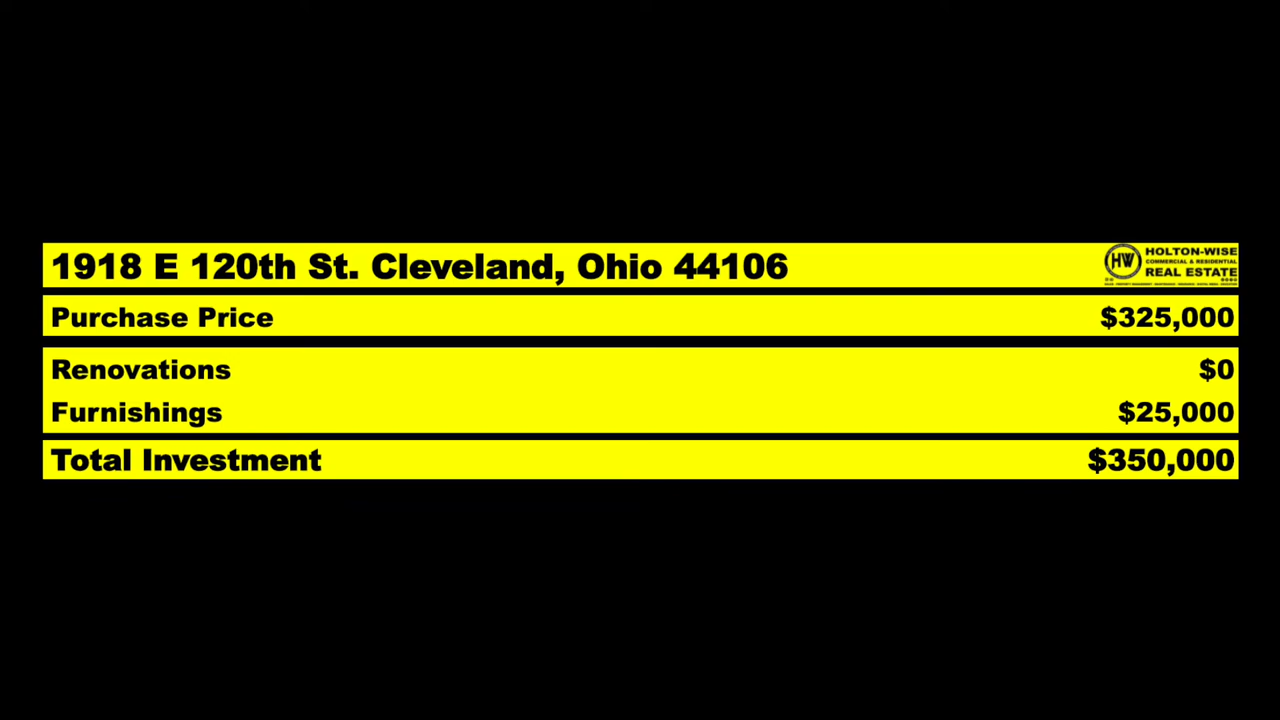 1918 E 120th St. Cleveland, Ohio 44106
HOLTON-WISE
COMMERCIAL & RESIDENTIAL
REAL ESTATE
HW
Purchase Price $325,000
Renovations $0
Furnishings $25,000
Total Investment $350,000